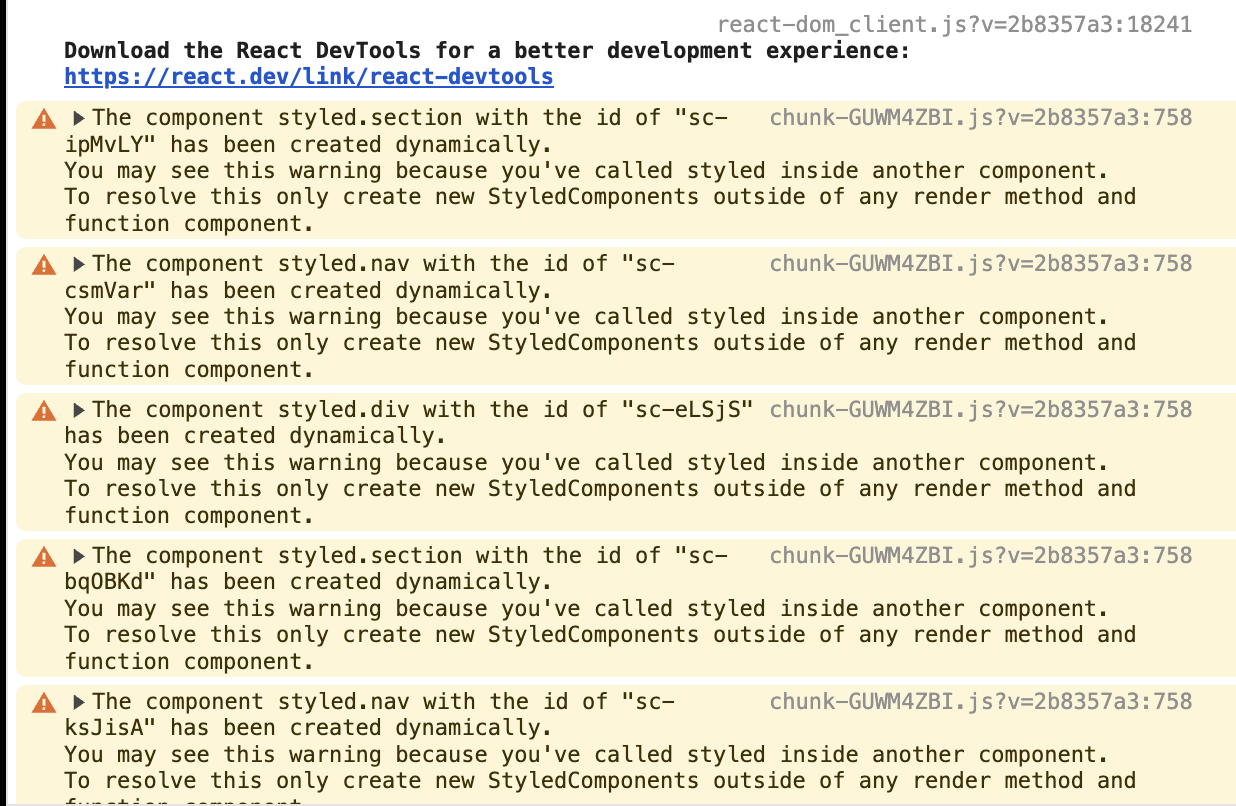 react-dom_client.js?v=2b8357a3:18241
Download the React DevTools for a better development experience:
https://react.dev/link/react-devtools
The component styled.section with the id of "sc- chunk-GUWM4ZBI.js?v=2b8357a3:758
ipMvLY" has been created dynamically.
You may see this warning because you've called styled inside another component.
To resolve this only create new StyledComponents outside of any render method and
function component.
The component styled.nav with the id of "sc- chunk-GUWM4ZBI.js?v=2b8357a3:758
csmVar" has been created dynamically.
You may see this warning because you've called styled inside another component.
To resolve this only create new StyledComponents outside of any render method and
function component.
The component styled.div with the id of "sc-eLSjS" chunk-GUWM4ZBI.js?v=2b8357a3:758
has been created dynamically.
You may see this warning because you've called styled inside another component.
To resolve this only create new StyledComponents outside of any render method and
function component.
The component styled.section with the id of "sc- chunk-GUWM4ZBI.js?v=2b8357a3:758
bqOBKd" has been created dynamically.
You may see this warning because you've called styled inside another component.
To resolve this only create new StyledComponents outside of any render method and
function component.
The component styled.nav with the id of "sc- chunk-GUWM4ZBI.js?v=2b8357a3:758
ksJisA" has been created dynamically.
You may see this warning because you've called styled inside another component.
To resolve this only create new StyledComponents outside of any render method and